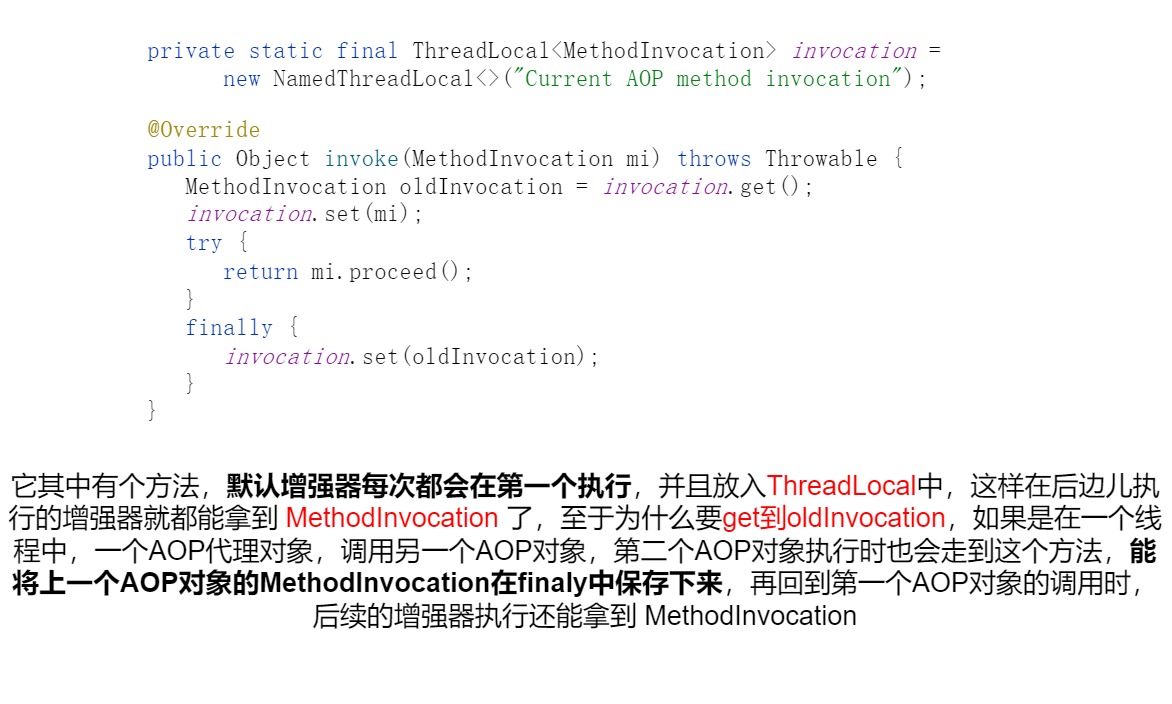 private static final ThreadLocal<MethodInvocation> invocation =
new NamedThreadLocal<>("Current AOP method invocation");
@Override
public Object invoke(MethodInvocation mi) throws Throwable {
MethodInvocation oldInvocation = invocation.get();
invocation.set(mi);
try {
return mi.proceed();
}
finally {
invocation.set(oldInvocation);
}
}
它其中有个方法，默认增强器每次都会在第一个执行，并且放入ThreadLocal中，这样在后边儿执
行的增强器就都能拿到 MethodInvocation 了，至于为什么要get到oldInvocation，如果是在一个线
程中，一个AOP代理对象，调用另一个AOP对象，第二个AOP对象执行时也会走到这个方法，能
将上一个AOP对象的MethodInvocation在finaly中保存下来，再回到第一个AOP对象的调用时，
后续的增强器执行还能拿到 MethodInvocation